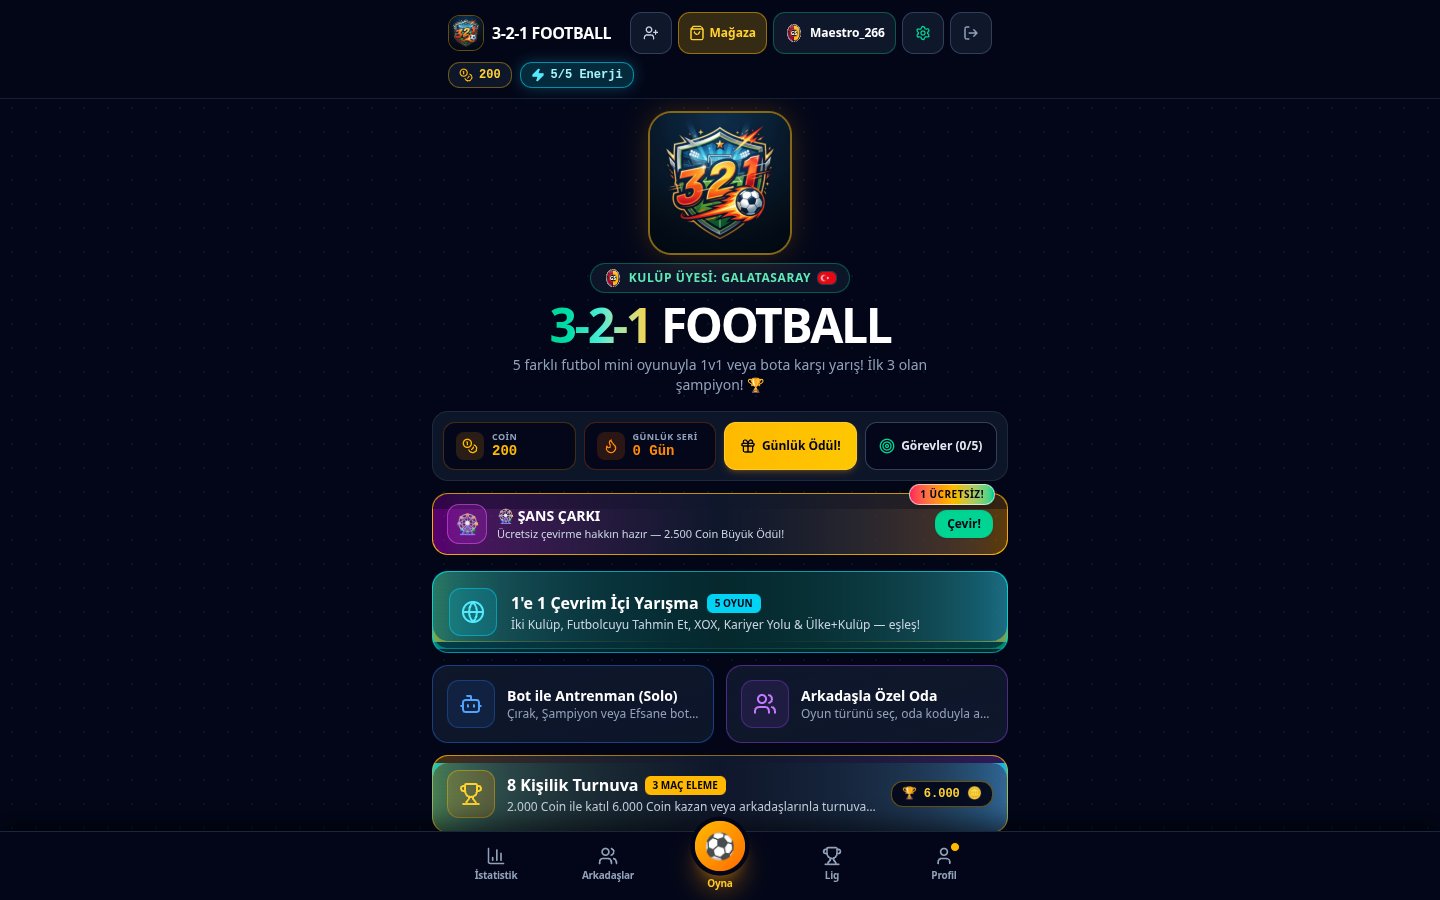 321
3-2-1 FOOTBALL
Mağaza
GS
Maestro_266
200
5/5 Enerji
321
GS
KULÜP ÜYESİ: GALATASARAY
3-2-1 FOOTBALL
5 farklı futbol mini oyunuyla 1v1 veya bota karşı yarış! İlk 3 olan
şampiyon! 🏆
COİN
200
GÜNLÜK SERİ
0 Gün
Günlük Ödül!
Görevler (0/5)
1 ÜCRETSİZ!
🎡 ŞANS ÇARKI
Ücretsiz çevirme hakkın hazır — 2.500 Coin Büyük Ödül!
Çevir!
1'e 1 Çevrim İçi Yarışma
5 OYUN
İki Kulüp, Futbolcuyu Tahmin Et, XOX, Kariyer Yolu & Ülke+Kulüp — eşleş!
Bot ile Antrenman (Solo)
Çırak, Şampiyon veya Efsane bot...
Arkadaşla Özel Oda
Oyun türünü seç, oda koduyla a...
8 Kişilik Turnuva
3 MAÇ ELEME
2.000 Coin ile katıl 6.000 Coin kazan veya arkadaşlarınla turnuva...
🏆 6.000 🪙
İstatistik
Arkadaşlar
Oyna
Lig
Profil